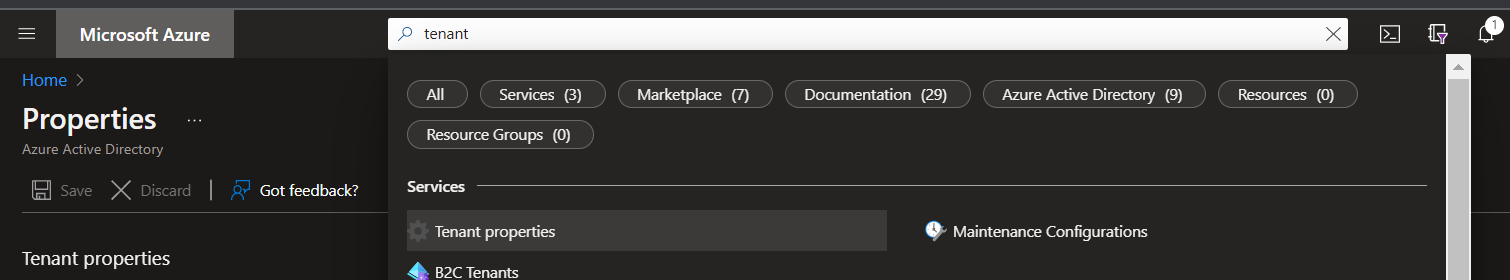 Microsoft Azure
tenant
1
Home
All
Services (3)
Marketplace (7)
Documentation (29)
Azure Active Directory (9)
Resources (0)
Properties
...
Resource Groups (0)
Azure Active Directory
Save
Discard
Got feedback?
Services
Tenant properties
Maintenance Configurations
Tenant properties
B2C Tenants